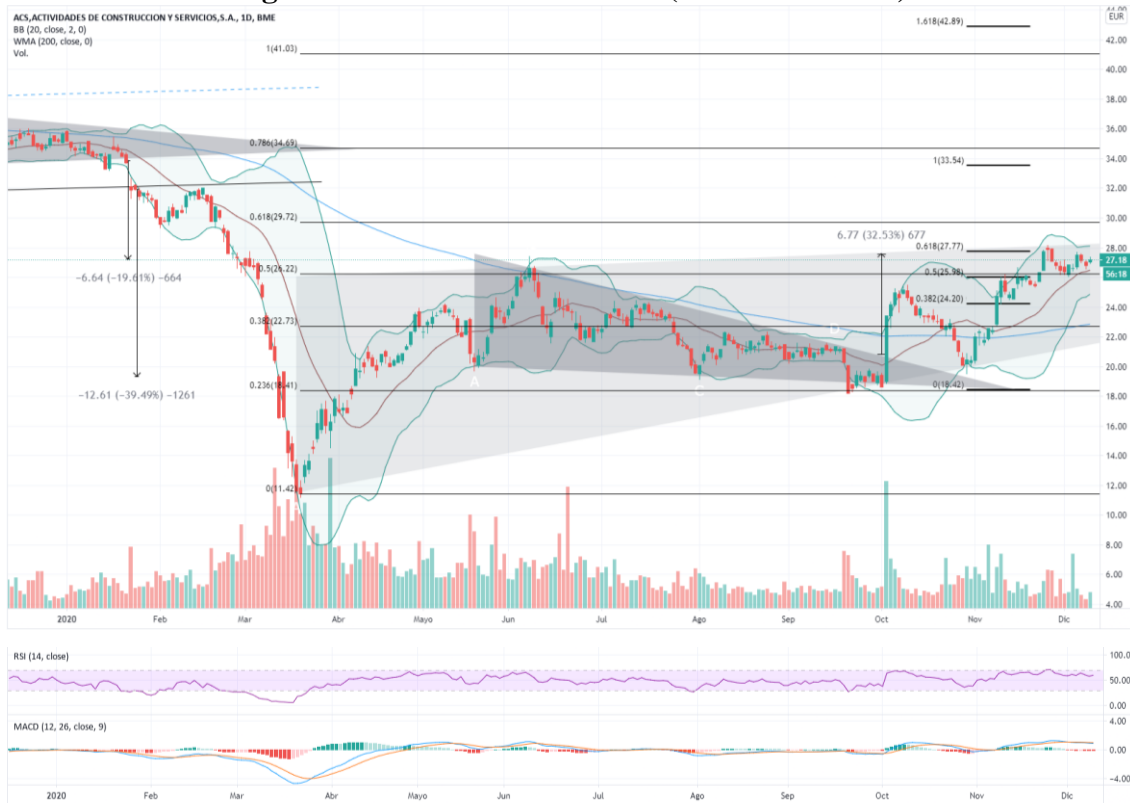 ACS,ACTIVIDADES DE CONSTRUCCION Y SERVICIOS,S.A., 1D, BME
BB (20, close, 2, 0)
WMA (200, close, 0)
Vol.
EUR
1.618(42.89)
42.00
1(41.03)
40.00
38.00
36.00
0.786(34.69)
34.00
1(33.54)
32.00
30.00
0.618(29.72)
6.77 (32.53%) 677
28.00
0.618(27.77)
27.18
−6.64 (−19.61%) −664
0.5(26.22)
0.5(25.98)
56:18
24.00
0.382(24.20)
0.382(22.73)
D
22.00
20.00
A
C
0.236(18.41)
0(18.42)
18.00
−12.61 (−39.49%) −1261
16.00
14.00
0(11.42)
12.00
10.00
8.00
6.00
4.00
2020 Feb Mar Abr Mayo Jun Jul Ago Sep Oct Nov Dic
RSI (14, close)
100.0
50.00
0.00
MACD (12, 26, close, 9)
4.00
0.00
−4.00
2020 Feb Mar Abr Mayo Jun Jul Ago Sep Oct Nov Dic